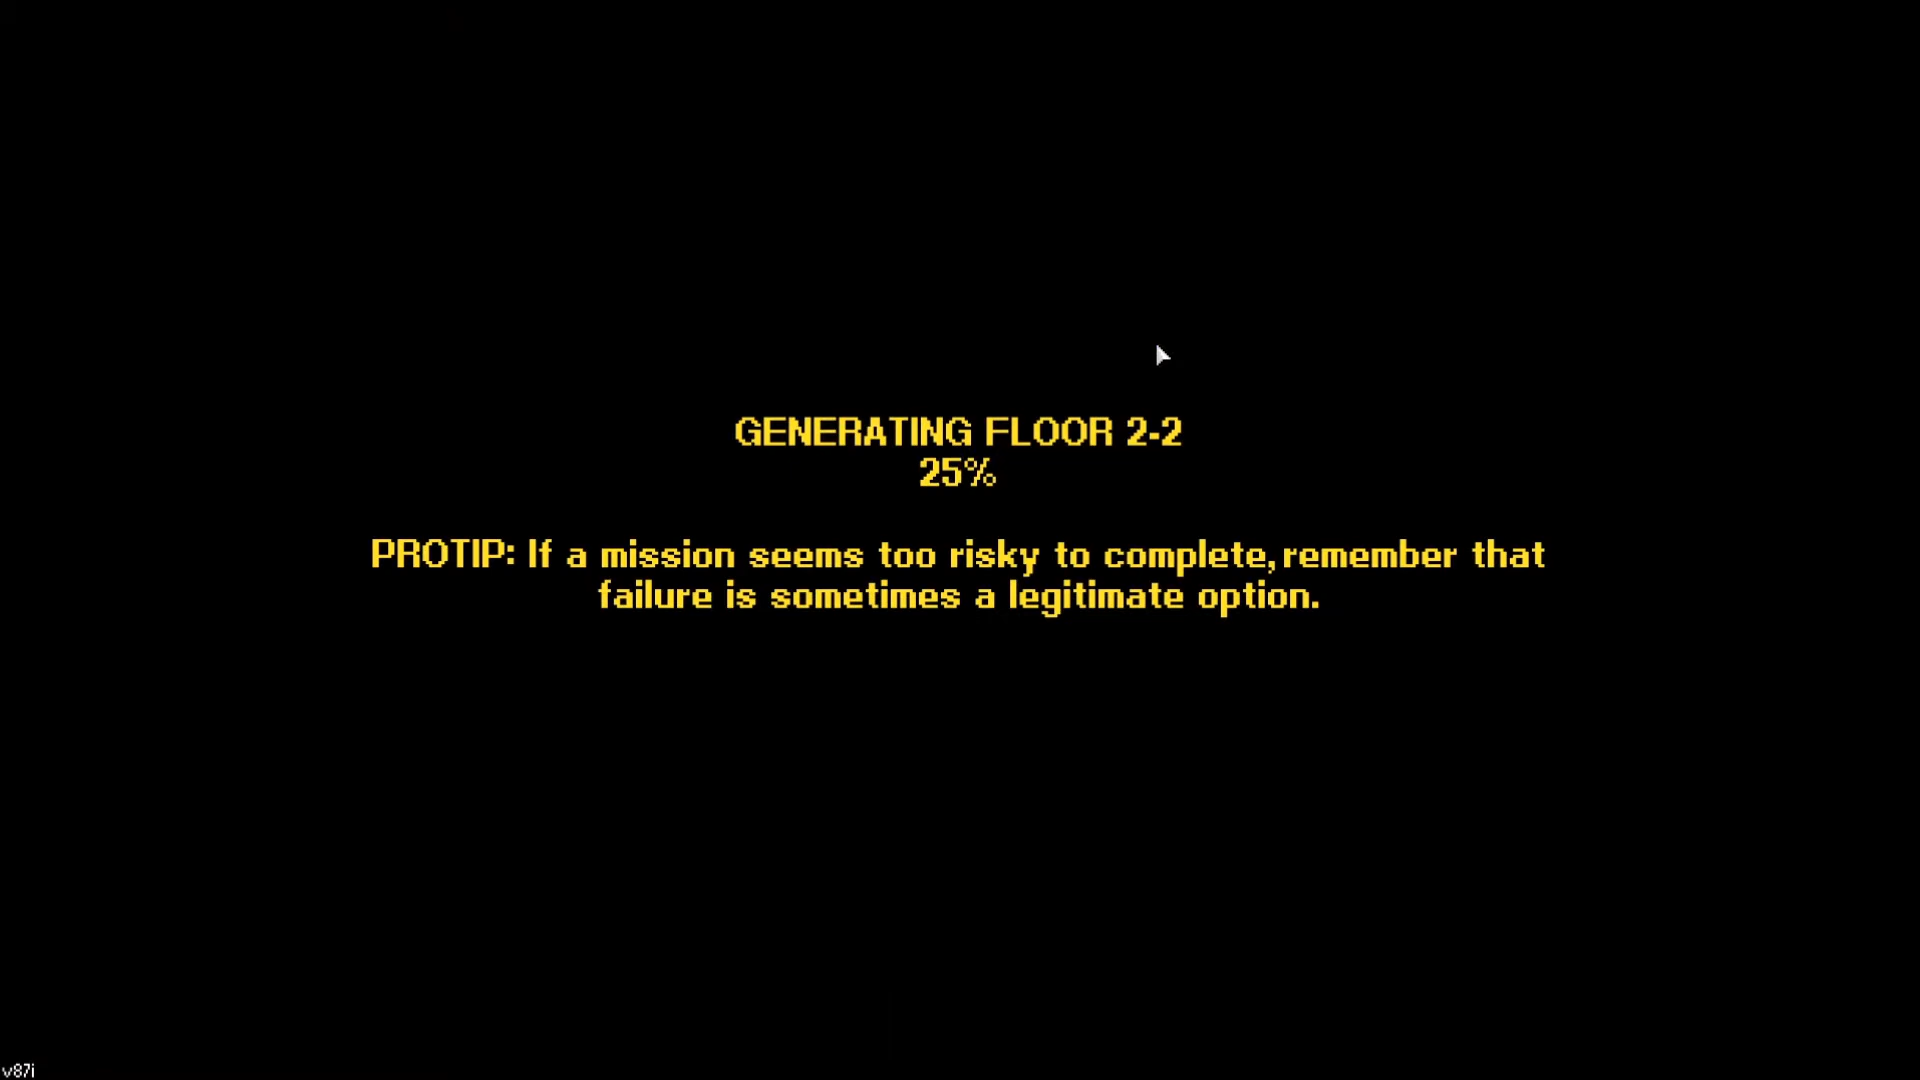 GENERATING FLOOR 2-2
25%
PROTIP: If a mission seems too risky to complete, remember that
failure is sometimes a legitimate option.
v87i